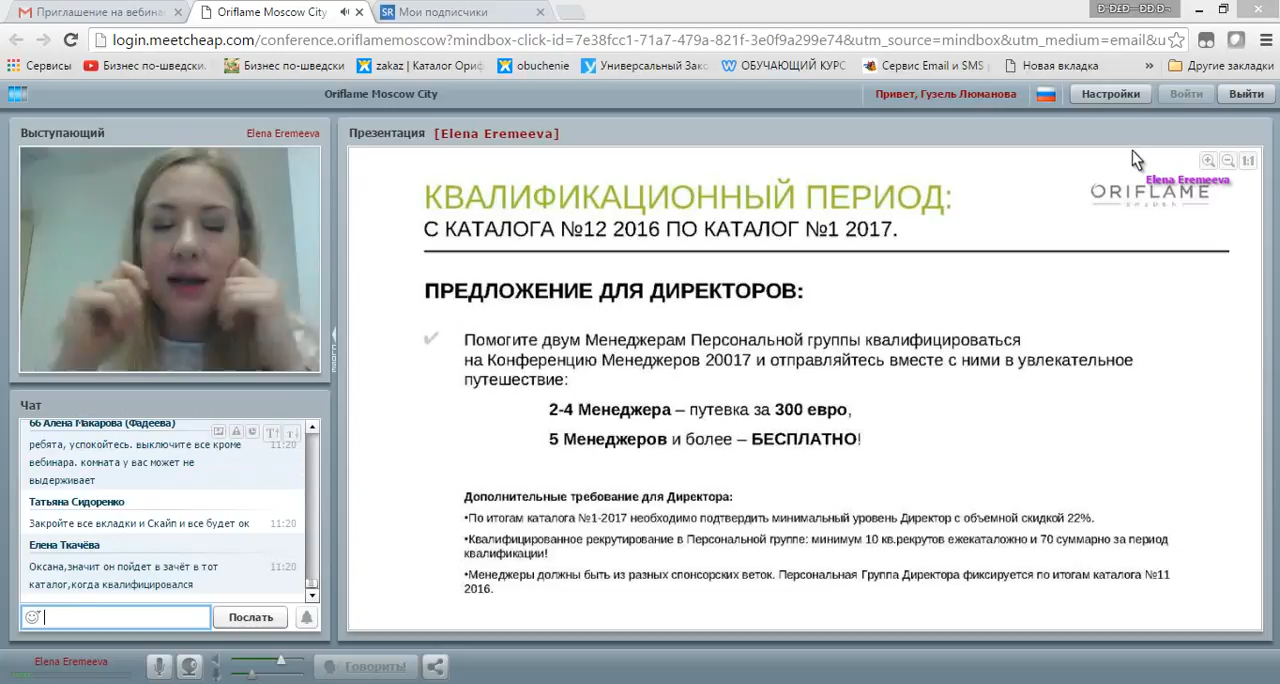 Приглашение на вебина
Oriflame Moscow City
Мои подписчики
login.meetcheap.com/conference.oriflamemoscow?mindbox-click-id=7e38fcc1-71a7-479a-821f-3e0f9a299e74&utm_source=mindbox&utm_medium=email&u
Сервисы
Бизнес по-шведски.
Бизнес по-шведски:
zakaz | Каталог Ориф
obuchenie
Универсальный Зако
ОБУЧАЮЩИЙ КУРС
Сервис Email и SMS
Новая вкладка
»
Другие закладки
Oriflame Moscow City
Привет, Гузель Люманова
Настройки
Войти
Выйти
Выступающий
Elena Eremeeva
Презентация [Elena Eremeeva]
1:1
Elena Eremeeva
ORIFLAME
SWEDEN
КВАЛИФИКАЦИОННЫЙ ПЕРИОД:
С КАТАЛОГА №12 2016 ПО КАТАЛОГ №1 2017.
ПРЕДЛОЖЕНИЕ ДЛЯ ДИРЕКТОРОВ:
Помогите двум Менеджерам Персональной группы квалифицироваться
на Конференцию Менеджеров 20017 и отправляйтесь вместе с ними в увлекательное
путешествие:
2-4 Менеджера – путевка за 300 евро,
5 Менеджеров и более – БЕСПЛАТНО!
Дополнительные требование для Директора:
•По итогам каталога №1-2017 необходимо подтвердить минимальный уровень Директор с объемной скидкой 22%.
•Квалифицированное рекрутирование в Персональной группе: минимум 10 кв.рекрутов ежекаталожно и 70 суммарно за период
квалификации!
•Менеджеры должны быть из разных спонсорских веток. Персональная Группа Директора фиксируется по итогам каталога №11
2016.
Чат
66 Алена Макарова (Фадеева)
ребята, успокойтесь. выключите все кроме 11:20
вебинара. комната у вас может не
выдерживает
Татьяна Сидоренко
Закройте все вкладки и Скайп и все будет ок 11:20
Елена Ткачёва
Оксана,значит он пойдет в зачёт в тот 11:20
каталог,когда квалифицировался
Послать
Elena Eremeeva
Говорить!